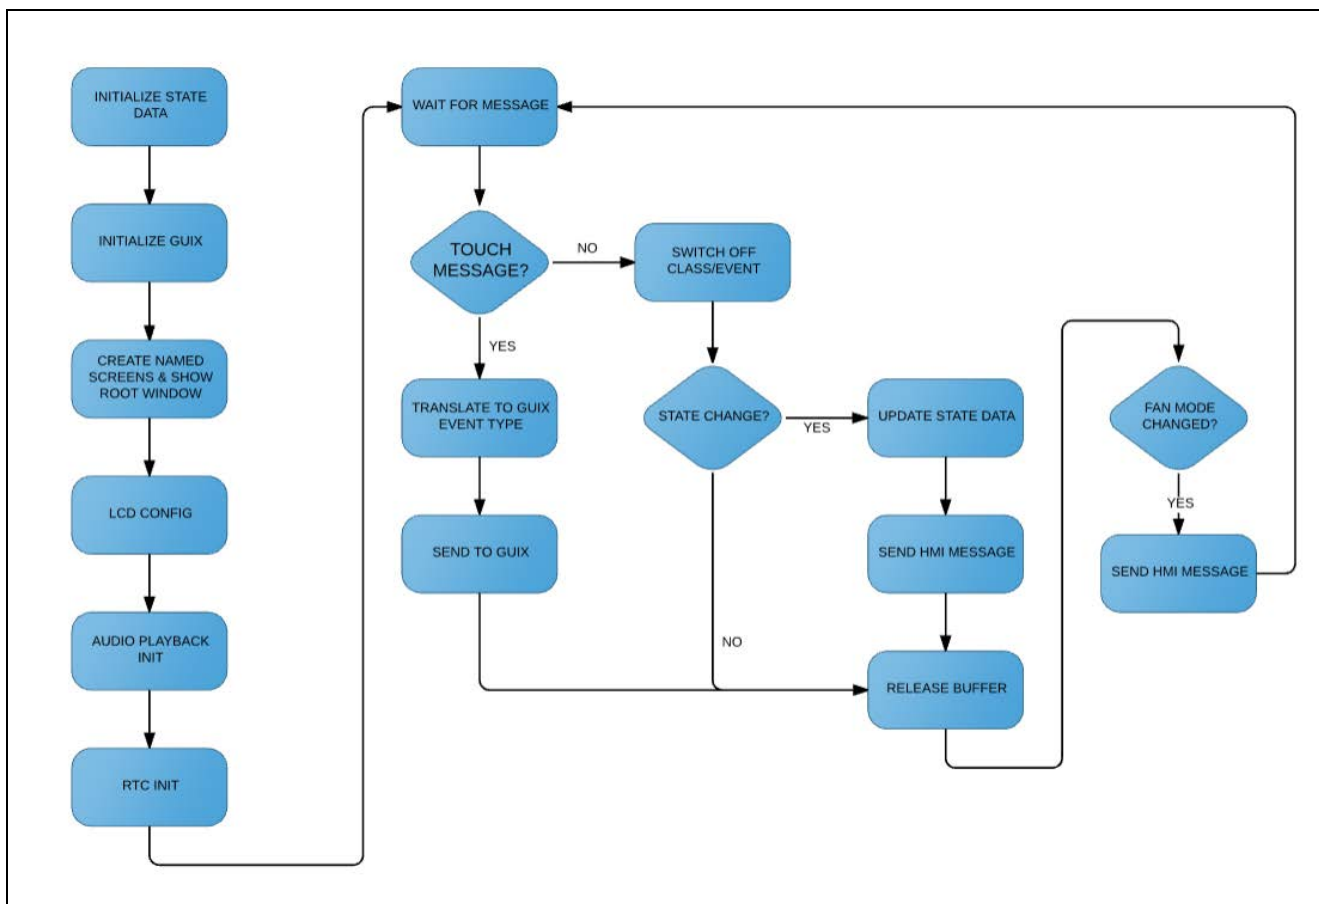 INITIALIZE STATE
DATA
INITIALIZE GUIX
CREATE NAMED
SCREENS & SHOW
ROOT WINDOW
LCD CONFIG
AUDIO PLAYBACK
INIT
RTC INIT
WAIT FOR MESSAGE
TOUCH
MESSAGE?
NO
YES
TRANSLATE TO GUIX
EVENT TYPE
SEND TO GUIX
SWITCH OFF
CLASS/EVENT
STATE CHANGE?
YES
NO
UPDATE STATE DATA
SEND HMI MESSAGE
RELEASE BUFFER
FAN MODE
CHANGED?
YES
SEND HMI MESSAGE